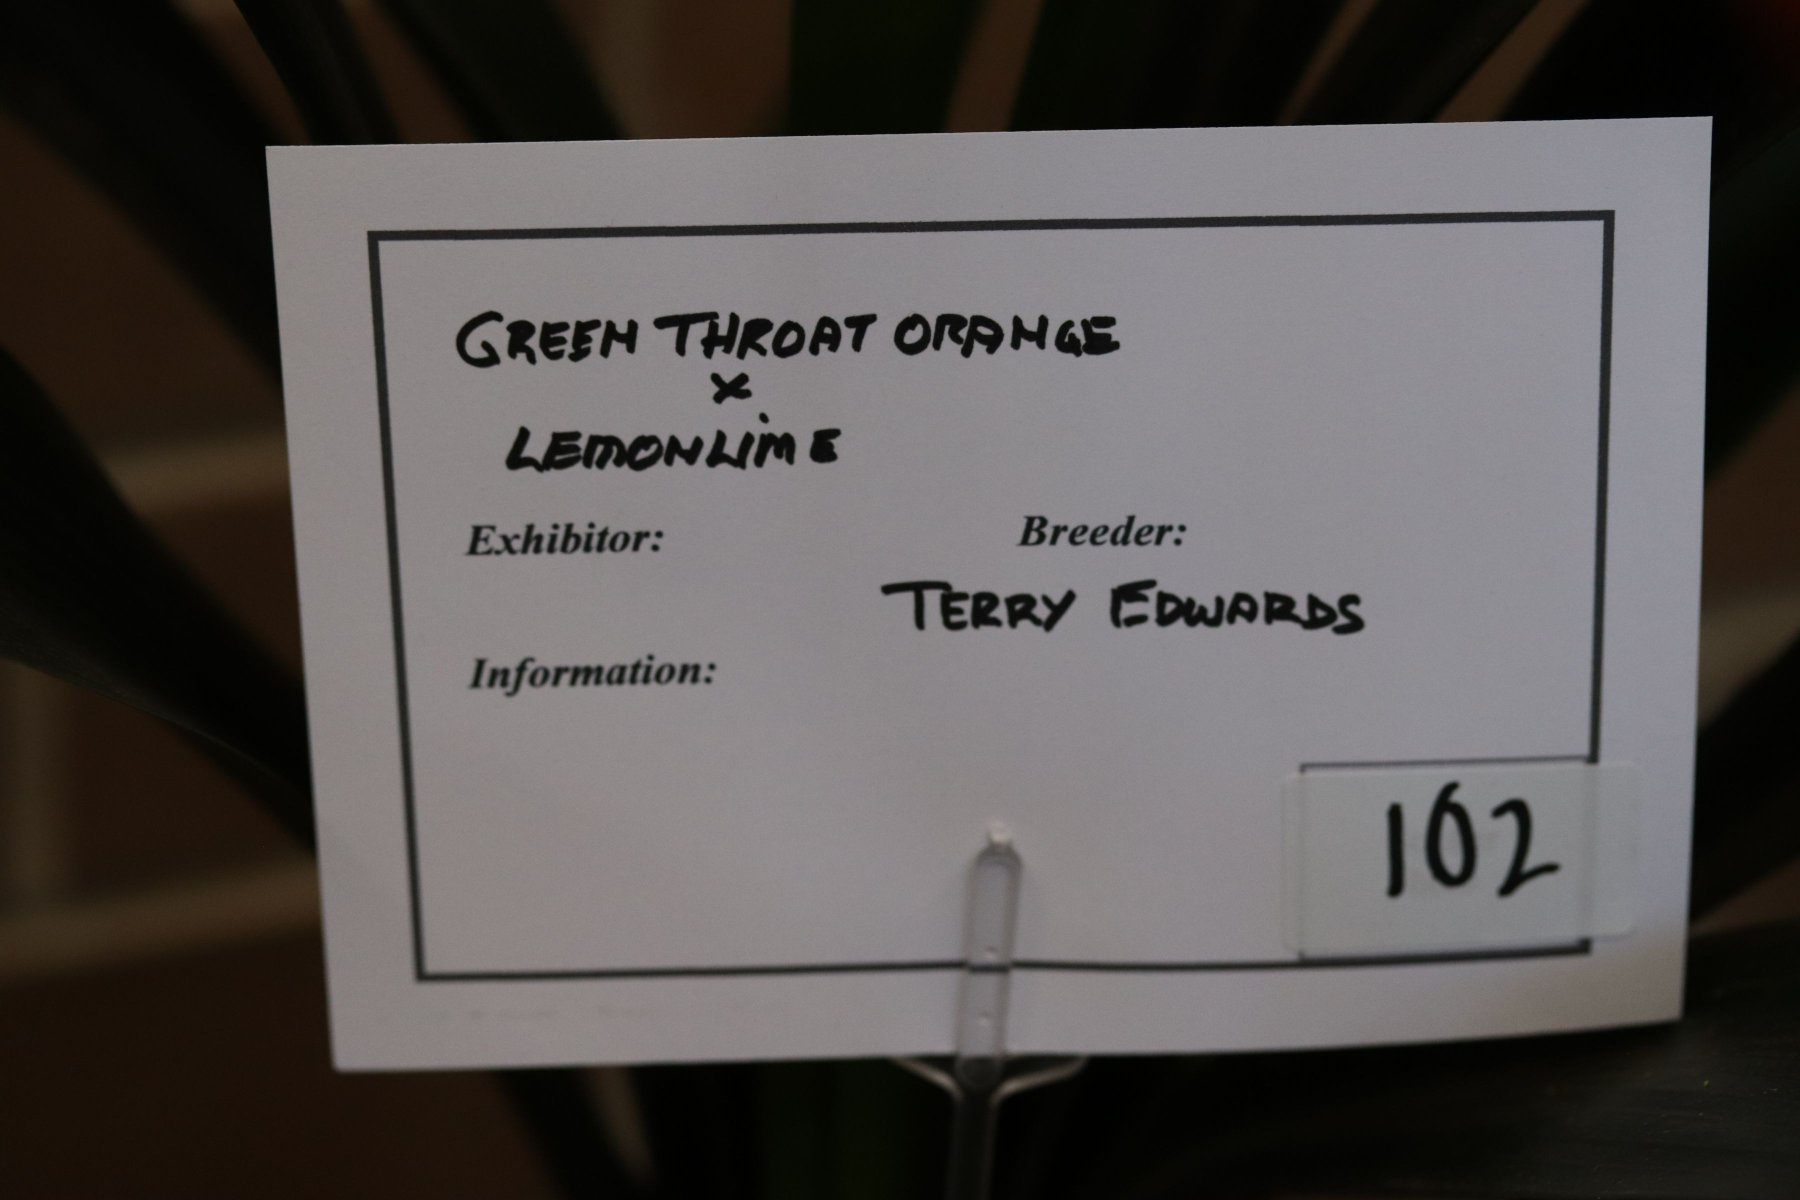 GREEN THROAT ORANGE
x
LEMONLIME
Exhibitor: Breeder:
TERRY EDWARDS
Information:
102